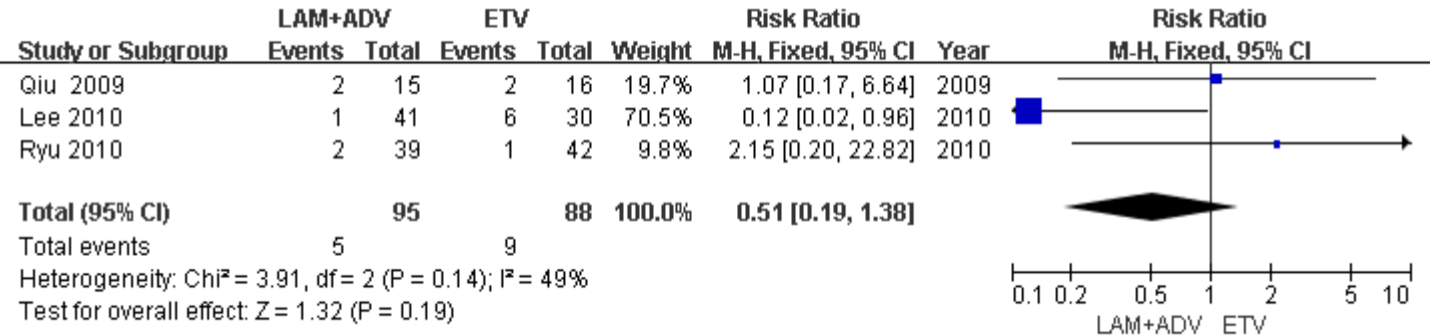 LAM+ADV ETV Risk Ratio Risk Ratio
Study or Subgroup Events Total Events Total Weight M-H, Fixed, 95% CI Year M-H, Fixed, 95% CI
Qiu 2009 2 15 2 16 19.7% 1.07 [0.17, 6.64] 2009
Lee 2010 1 41 6 30 70.5% 0.12 [0.02, 0.96] 2010
Ryu 2010 2 39 1 42 9.8% 2.15 [0.20, 22.82] 2010
Total (95% CI) 95 88 100.0% 0.51 [0.19, 1.38]
Total events 5 9
Heterogeneity: Chi² = 3.91, df = 2 (P = 0.14); I² = 49%
Test for overall effect: Z = 1.32 (P = 0.19)
0.1 0.2 0.5 1 2 5 10
LAM+ADV ETV